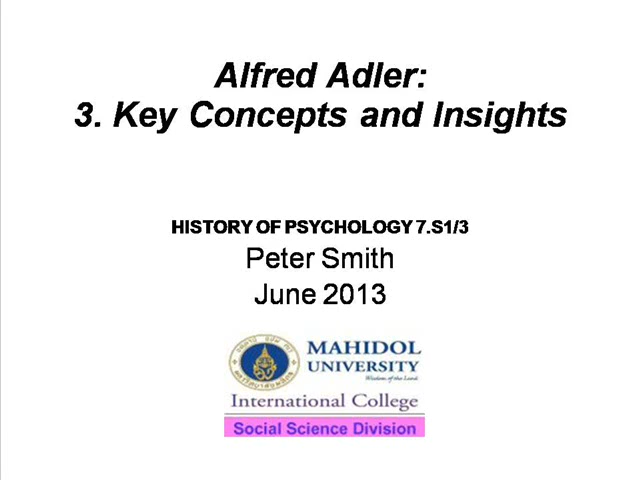 Alfred Adler:
3. Key Concepts and Insights
HISTORY OF PSYCHOLOGY 7.S1/3
Peter Smith
June 2013
MAHIDOL
UNIVERSITY
Wisdom of the Land
International College
Social Science Division